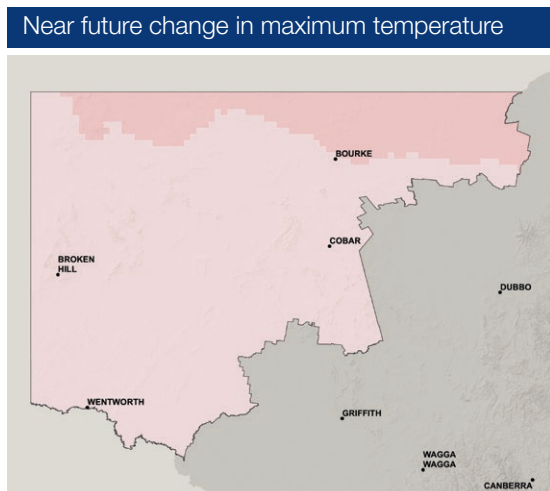 Near future change in maximum temperature
BOURKE
COBAR
BROKEN
HILL
DUBBO
WENTWORTH
GRIFFITH
WAGGA
WAGGA
CANBERRA